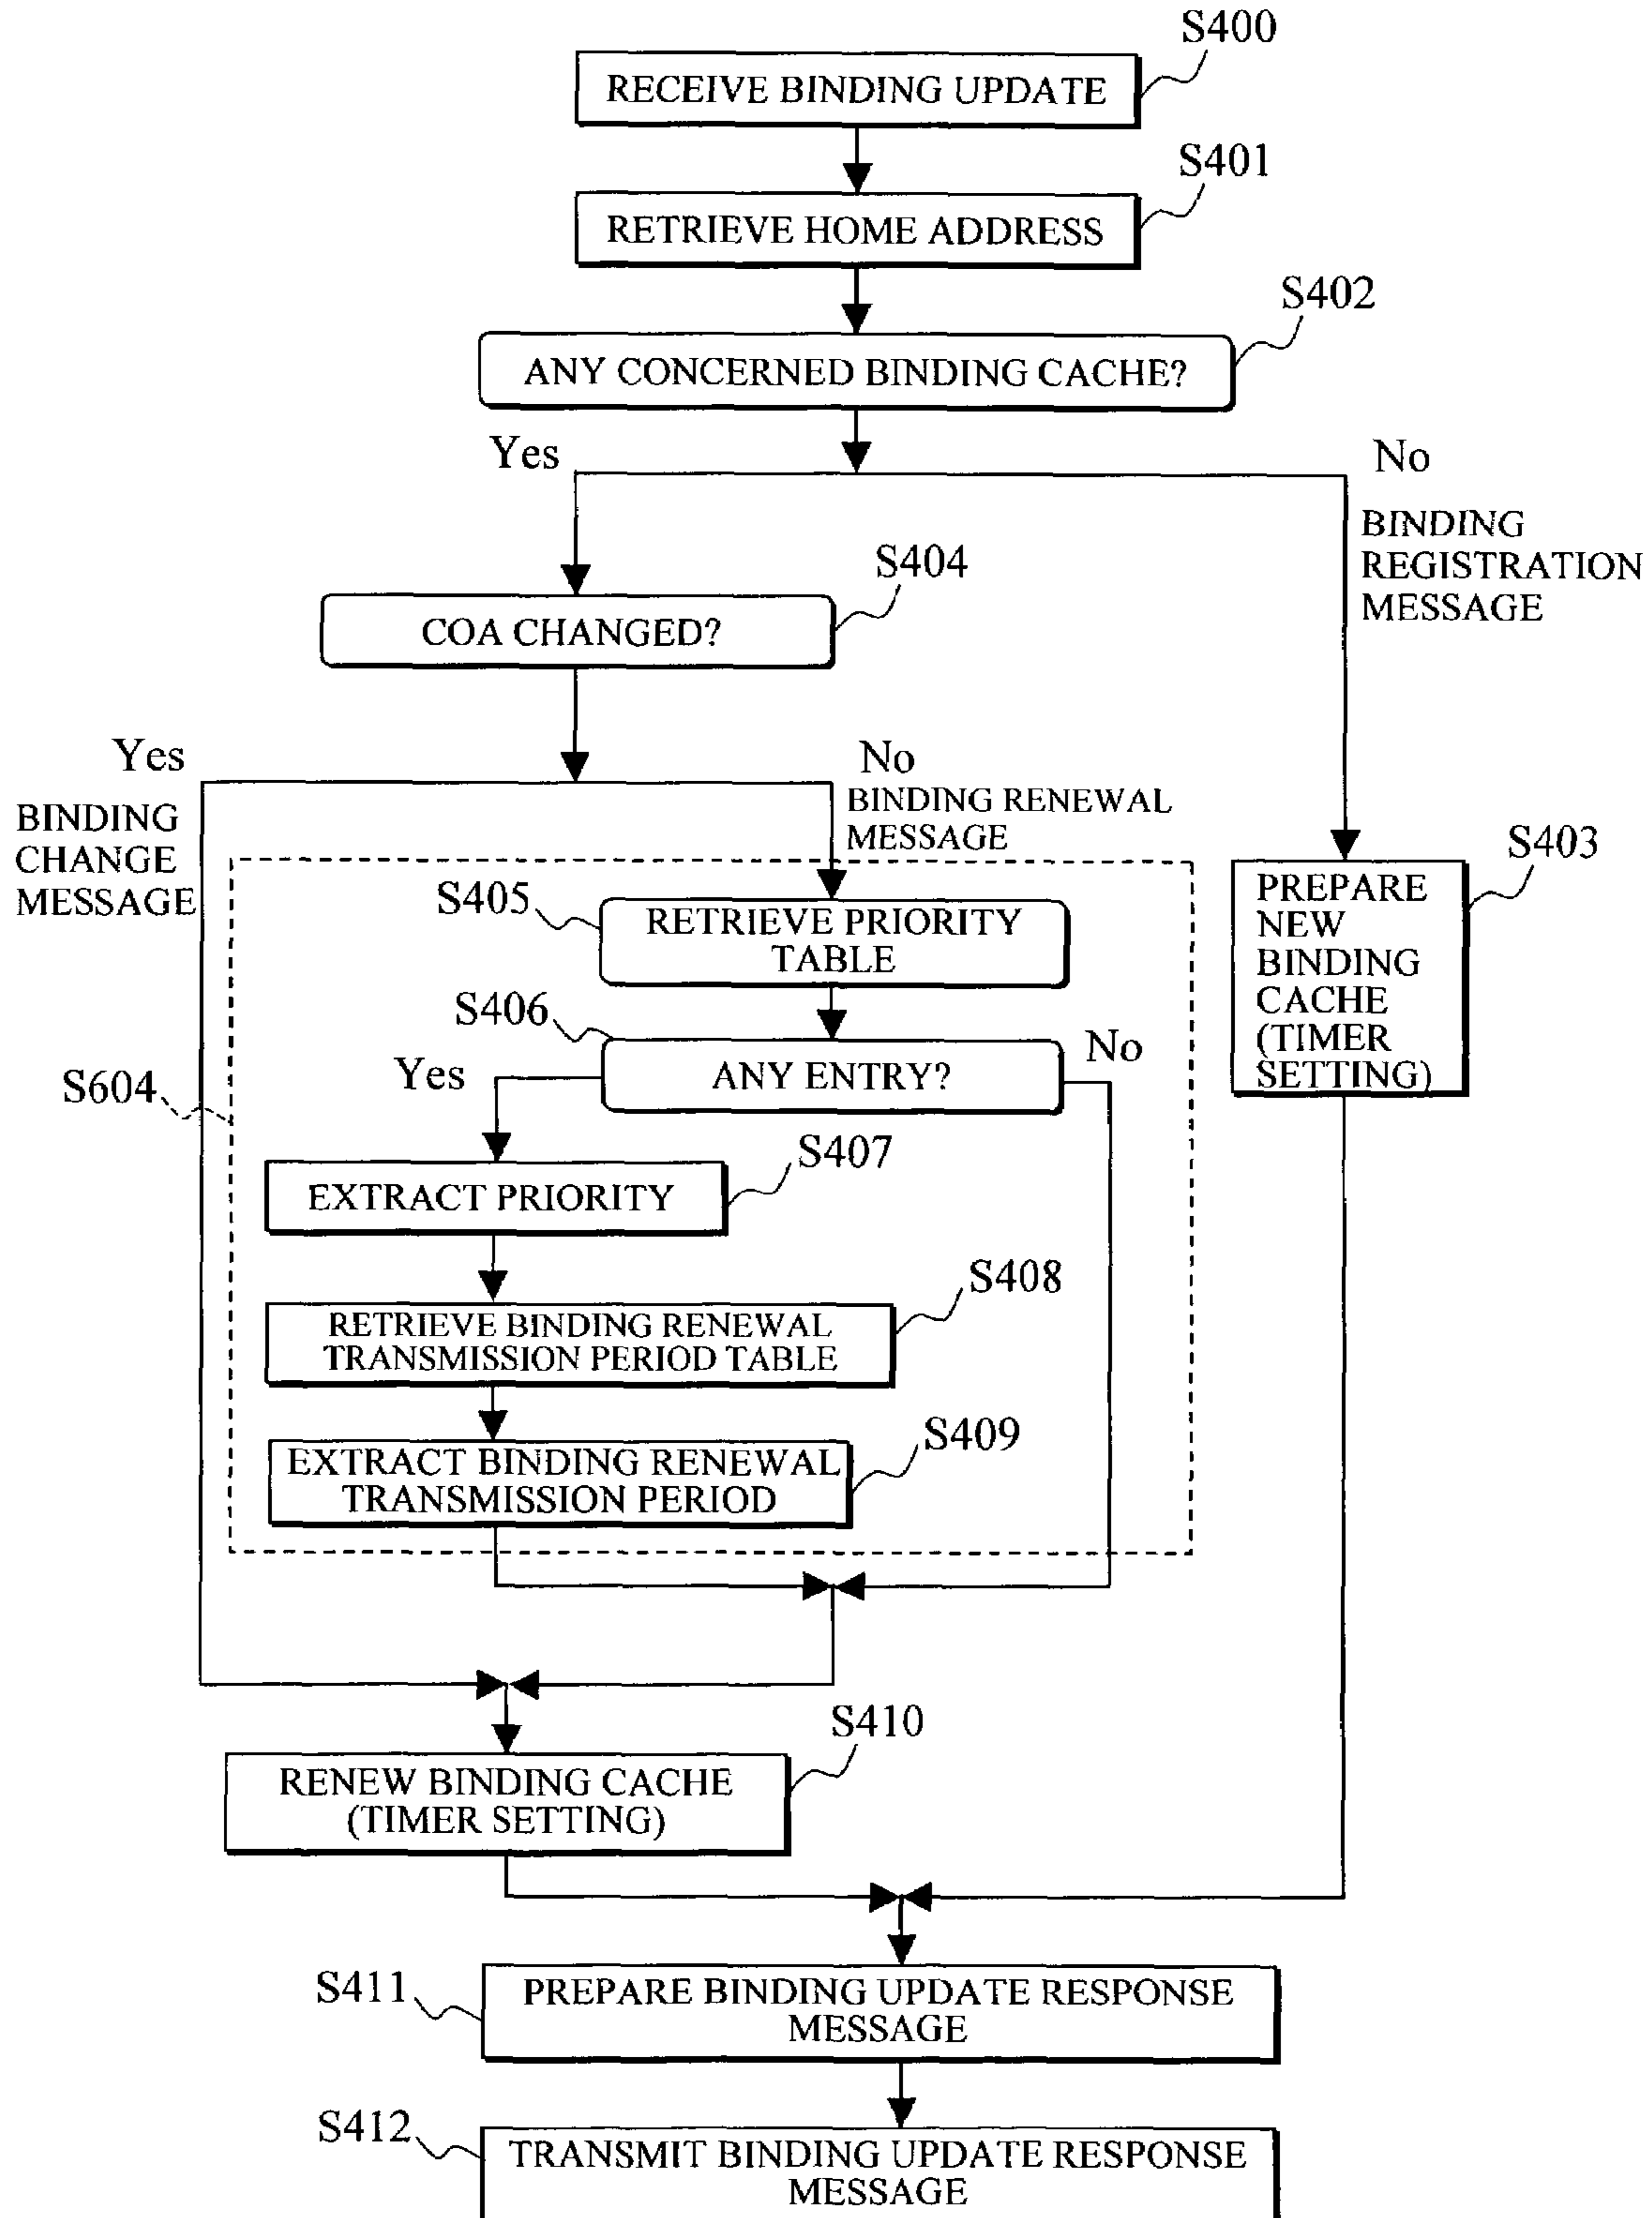 S400
RECEIVE BINDING UPDATE
S401
RETRIEVE HOME ADDRESS
S402
ANY CONCERNED BINDING CACHE?
Yes
No
BINDING
REGISTRATION
MESSAGE
S404
COA CHANGED?
Yes
BINDING
CHANGE
MESSAGE
No
BINDING RENEWAL
MESSAGE
S403
PREPARE
NEW
BINDING
CACHE
(TIMER
SETTING)
S405
RETRIEVE PRIORITY
TABLE
S406
ANY ENTRY?
Yes
No
S604
S407
EXTRACT PRIORITY
S408
RETRIEVE BINDING RENEWAL
TRANSMISSION PERIOD TABLE
S409
EXTRACT BINDING RENEWAL
TRANSMISSION PERIOD
S410
RENEW BINDING CACHE
(TIMER SETTING)
S411
PREPARE BINDING UPDATE RESPONSE
MESSAGE
S412
TRANSMIT BINDING UPDATE RESPONSE
MESSAGE